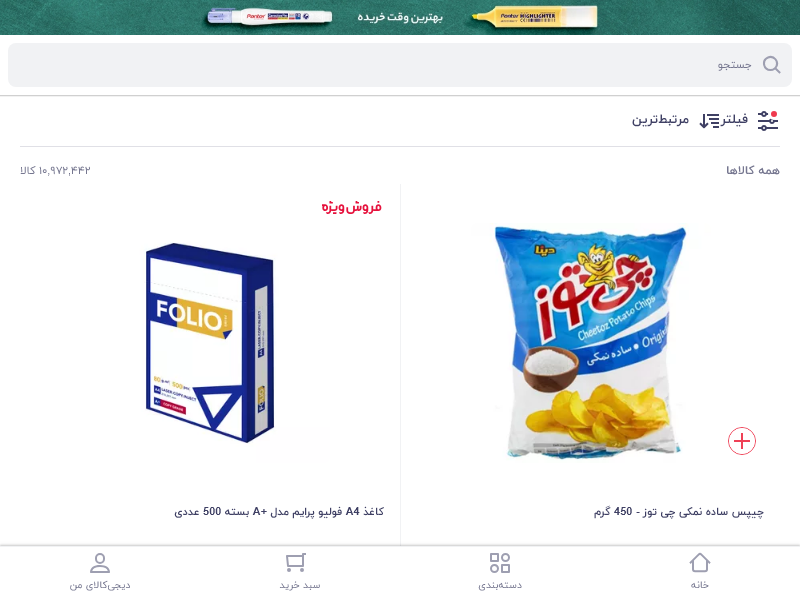 بهترین وقت خریده
Panter
Panter HIGHLIGHTER
جستجو
فیلتر
مرتبط‌ترین
همه کالاها
۱۰,۹۷۲,۴۴۲ کالا
فروش ویژه
دینا
چی توز
Cheetoz Potato Chips
Origin
ساده نمکی
FOLIO
چیپس ساده نمکی چی توز - 450 گرم
کاغذ A4 فولیو پرایم مدل +A بسته 500 عددی
خانه
دسته‌بندی
سبد خرید
دیجی‌کالای من